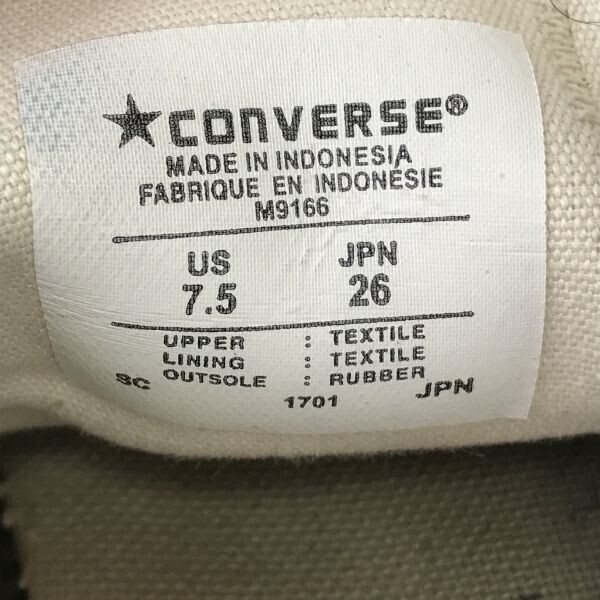 ★CONVERSE®
MADE IN INDONESIA
FABRIQUE EN INDONÉSIE
M9166
US JPN
7.5 26
UPPER : TEXTILE
LINING : TEXTILE
SC OUTSOLE : RUBBER
1701 JPN